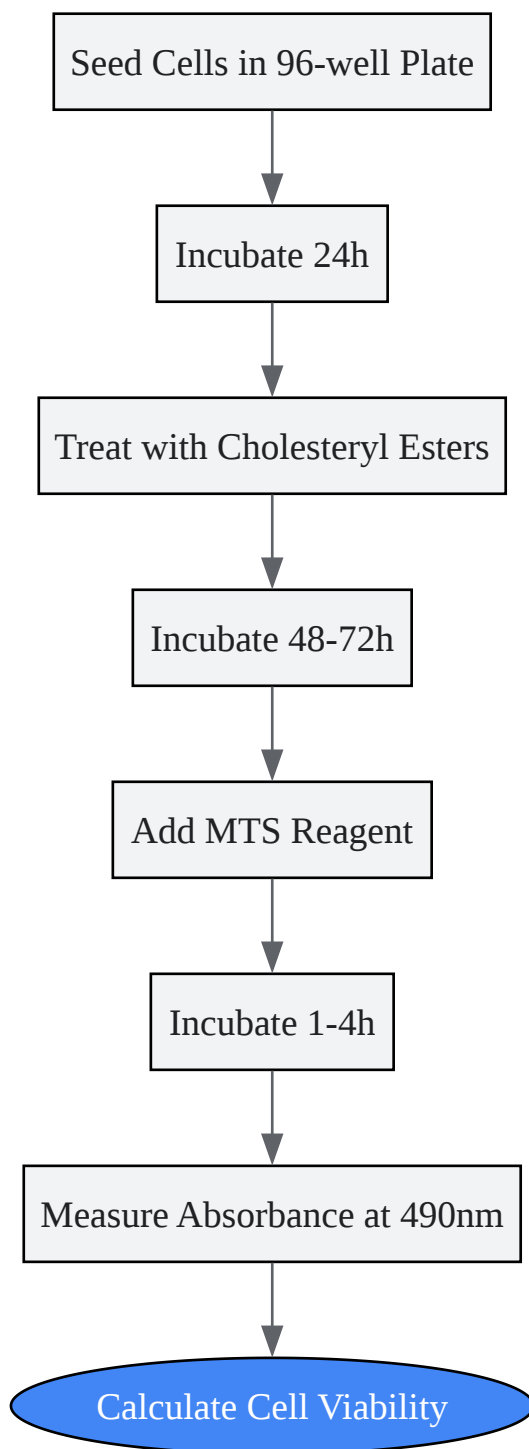 Seed Cells in 96-well Plate
Incubate 24h
Treat with Cholesteryl Esters
Incubate 48-72h
Add MTS Reagent
Incubate 1-4h
Measure Absorbance at 490nm
Calculate Cell Viability